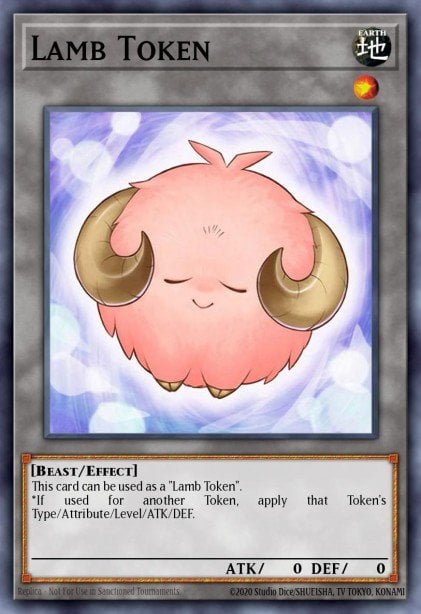 LAMB TOKEN
EARTH
地
[BEAST/EFFECT]
This card can be used as a "Lamb Token".
*If used for another Token, apply that Token's
Type/Attribute/Level/ATK/DEF.
ATK/ 0 DEF/ 0
Replica - Not For Use in Sanctioned Tournaments.
©2020 Studio Dice/SHUEISHA, TV TOKYO, KONAMI